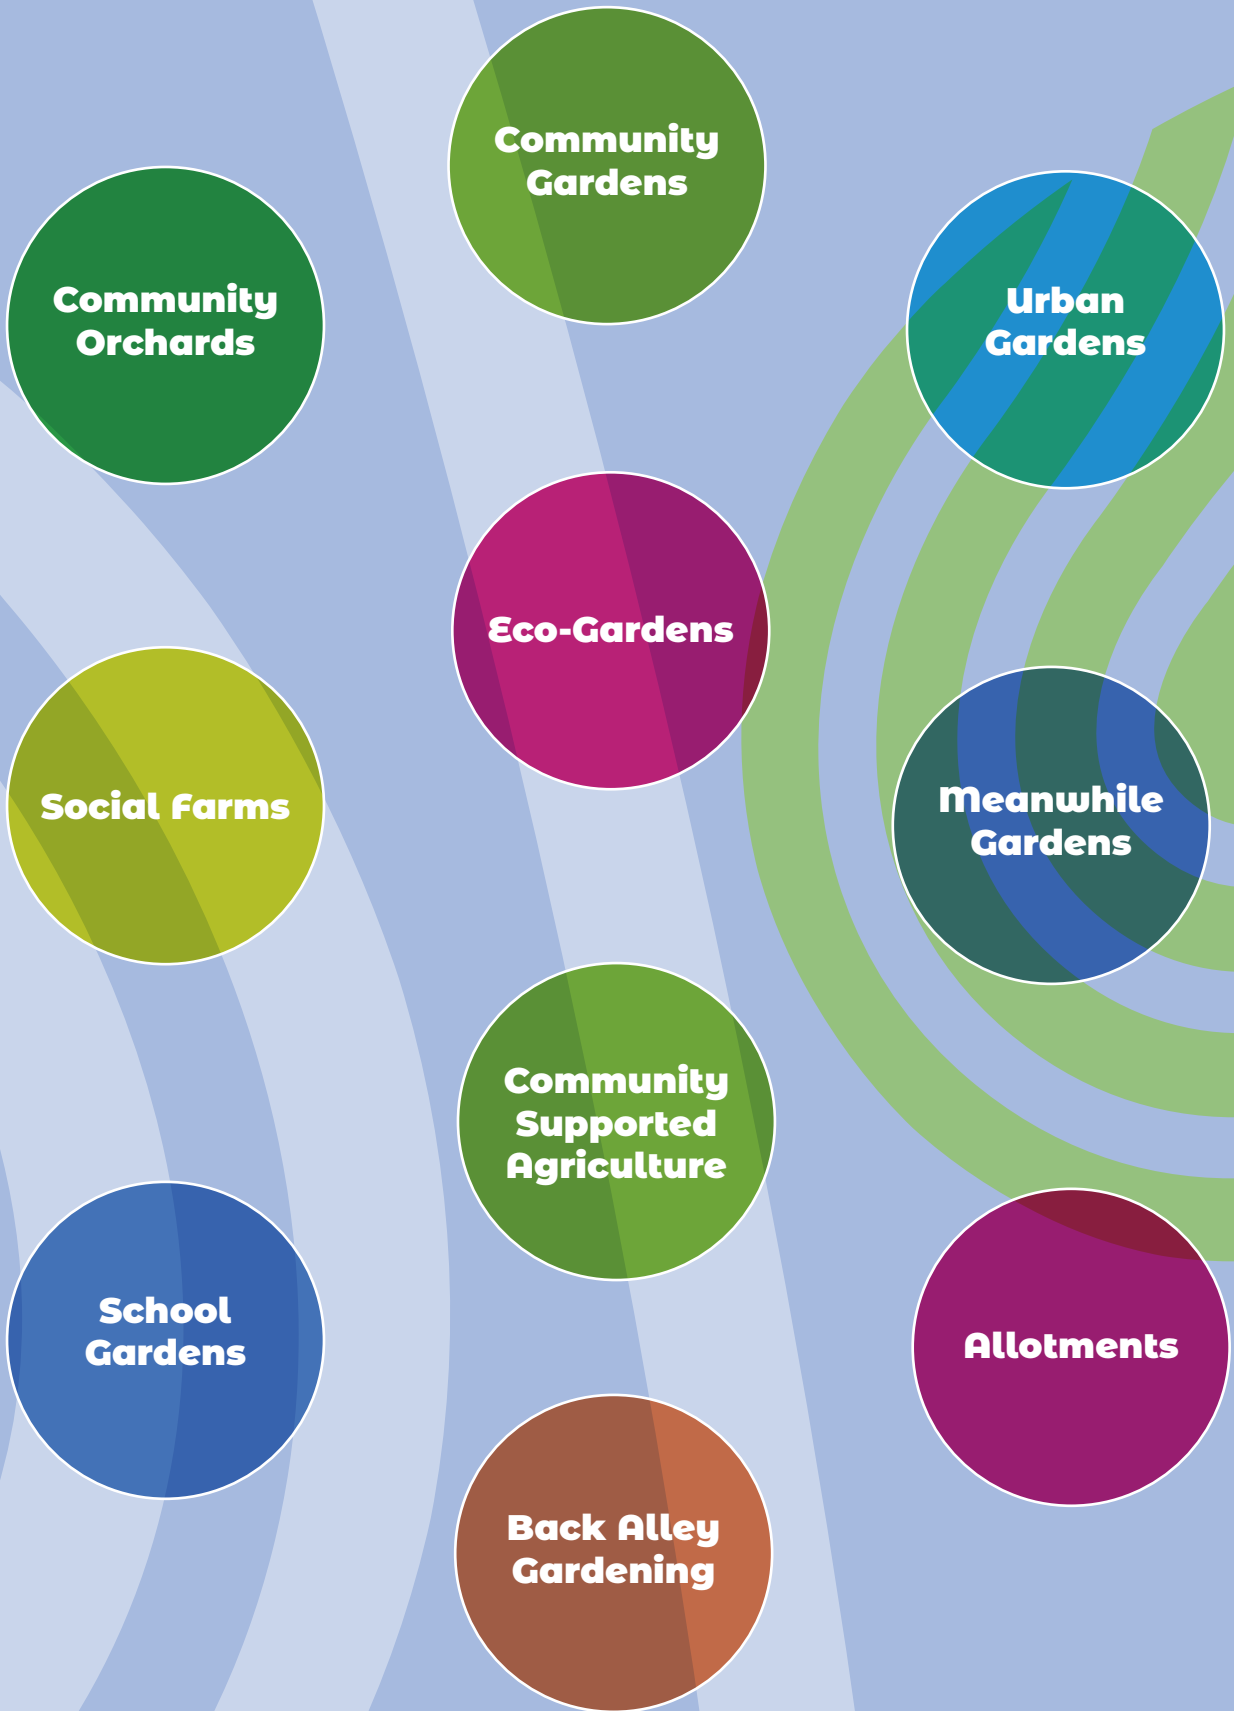 Community
Gardens
Community
Orchards
Urban
Gardens
Eco-Gardens
Social Farms
Meanwhile
Gardens
Community
Supported
Agriculture
School
Gardens
Allotments
Back Alley
Gardening